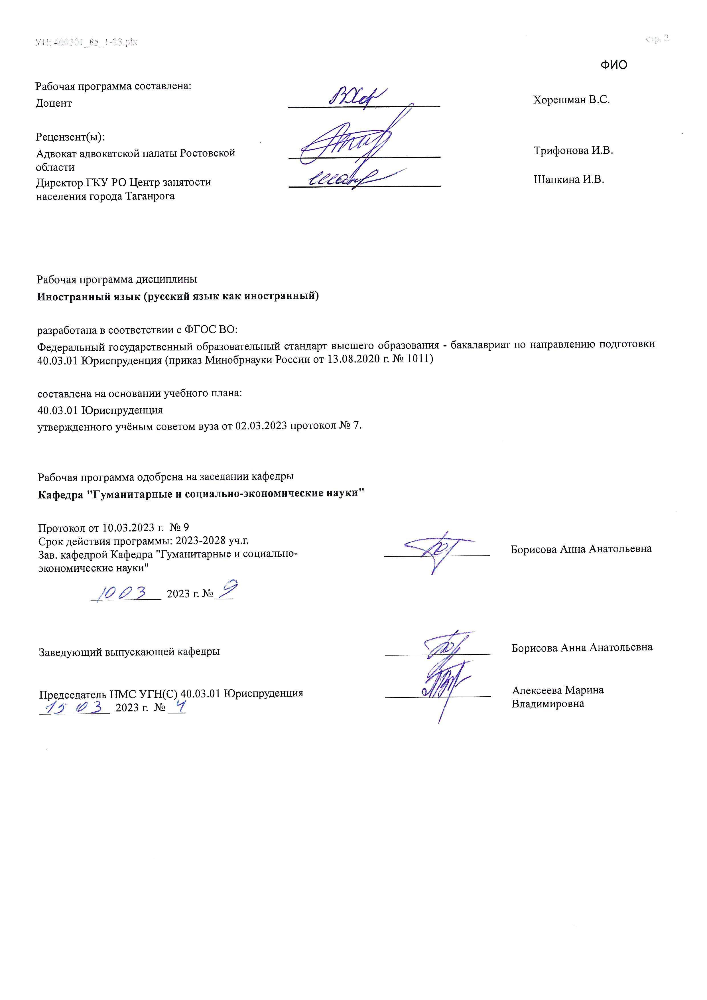 УП: 400301_85_1-23.plx
стр. 2
ФИО
Рабочая программа составлена:
Доцент
Хорешман В.С.
Рецензент(ы):
Адвокат адвокатской палаты Ростовской
области
Трифонова И.В.
Директор ГКУ РО Центр занятости
населения города Таганрога
Шапкина И.В.
Рабочая программа дисциплины
Иностранный язык (русский язык как иностранный)
разработана в соответствии с ФГОС ВО:
Федеральный государственный образовательный стандарт высшего образования - бакалавриат по направлению подготовки
40.03.01 Юриспруденция (приказ Минобрнауки России от 13.08.2020 г. № 1011)
составлена на основании учебного плана:
40.03.01 Юриспруденция
утвержденного учёным советом вуза от 02.03.2023 протокол № 7.
Рабочая программа одобрена на заседании кафедры
Кафедра "Гуманитарные и социально-экономические науки"
Протокол от 10.03.2023 г. № 9
Срок действия программы: 2023-2028 уч.г.
Зав. кафедрой Кафедра "Гуманитарные и социально-
экономические науки"
Борисова Анна Анатольевна
10 03 2023 г. № 9
Заведующий выпускающей кафедры
Борисова Анна Анатольевна
Председатель НМС УГН(С) 40.03.01 Юриспруденция
Алексеева Марина
Владимировна
15 03 2023 г. № 4